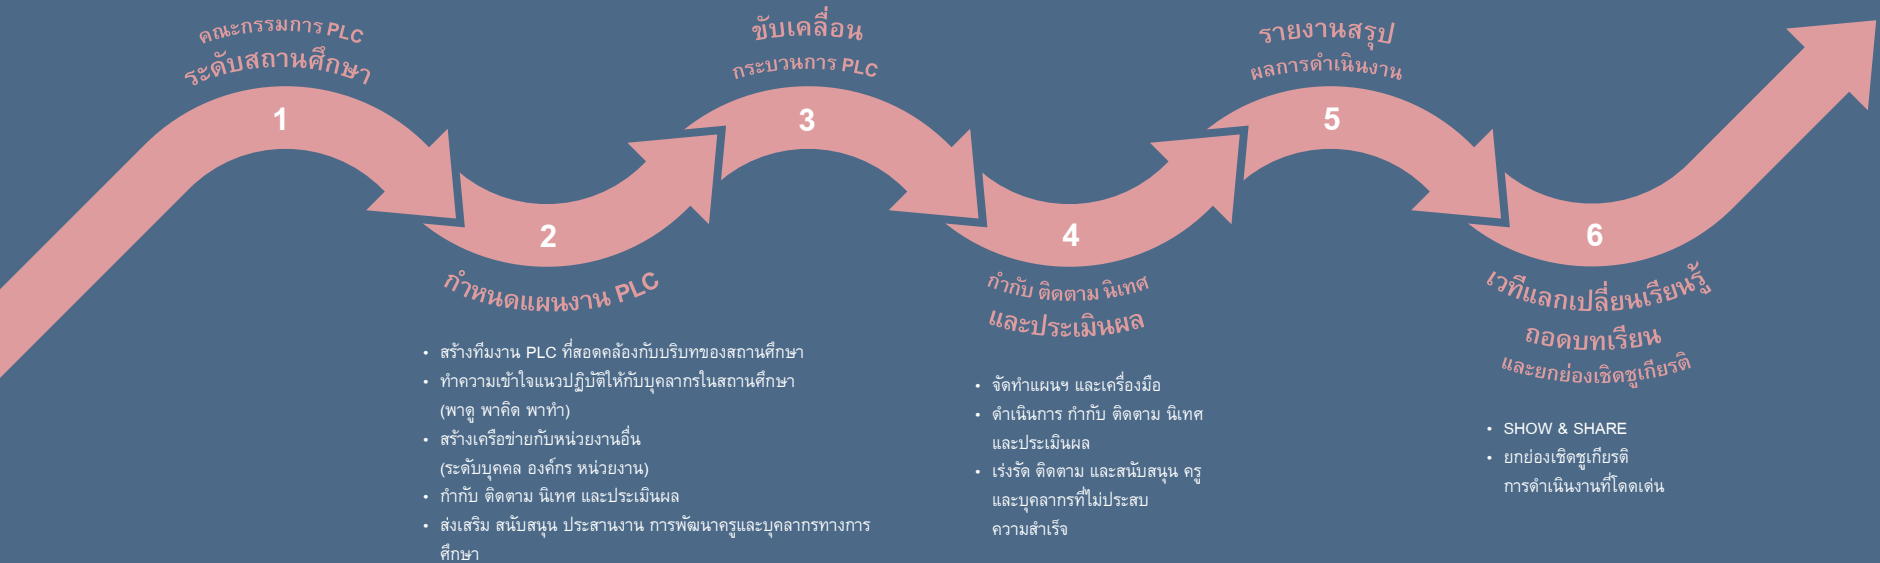 คณะกรรมการ PLC
ระดับสถานศึกษา
1
2
กำหนดแผนงาน PLC
• สร้างทีมงาน PLC ที่สอดคล้องกับบริบทของสถานศึกษา
• ทำความเข้าใจแนวปฏิบัติให้กับบุคลากรในสถานศึกษา
(พาดู พาคิด พาทำ)
• สร้างเครือข่ายกับหน่วยงานอื่น
(ระดับบุคคล องค์กร หน่วยงาน)
• กำกับ ติดตาม นิเทศ และประเมินผล
• ส่งเสริม สนับสนุน ประสานงาน การพัฒนาครูและบุคลากรทางการ
ศึกษา
ขับเคลื่อน
กระบวนการ PLC
3
4
กำกับ ติดตาม นิเทศ
และประเมินผล
• จัดทำแผนฯ และเครื่องมือ
• ดำเนินการ กำกับ ติดตาม นิเทศ
และประเมินผล
• เร่งรัด ติดตาม และสนับสนุน ครู
และบุคลากรที่ไม่ประสบ
ความสำเร็จ
รายงานสรุป
ผลการดำเนินงาน
5
6
เวทีแลกเปลี่ยนเรียนรู้
ถอดบทเรียน
และยกย่องเชิดชูเกียรติ
• SHOW & SHARE
• ยกย่องเชิดชูเกียรติ
การดำเนินงานที่โดดเด่น